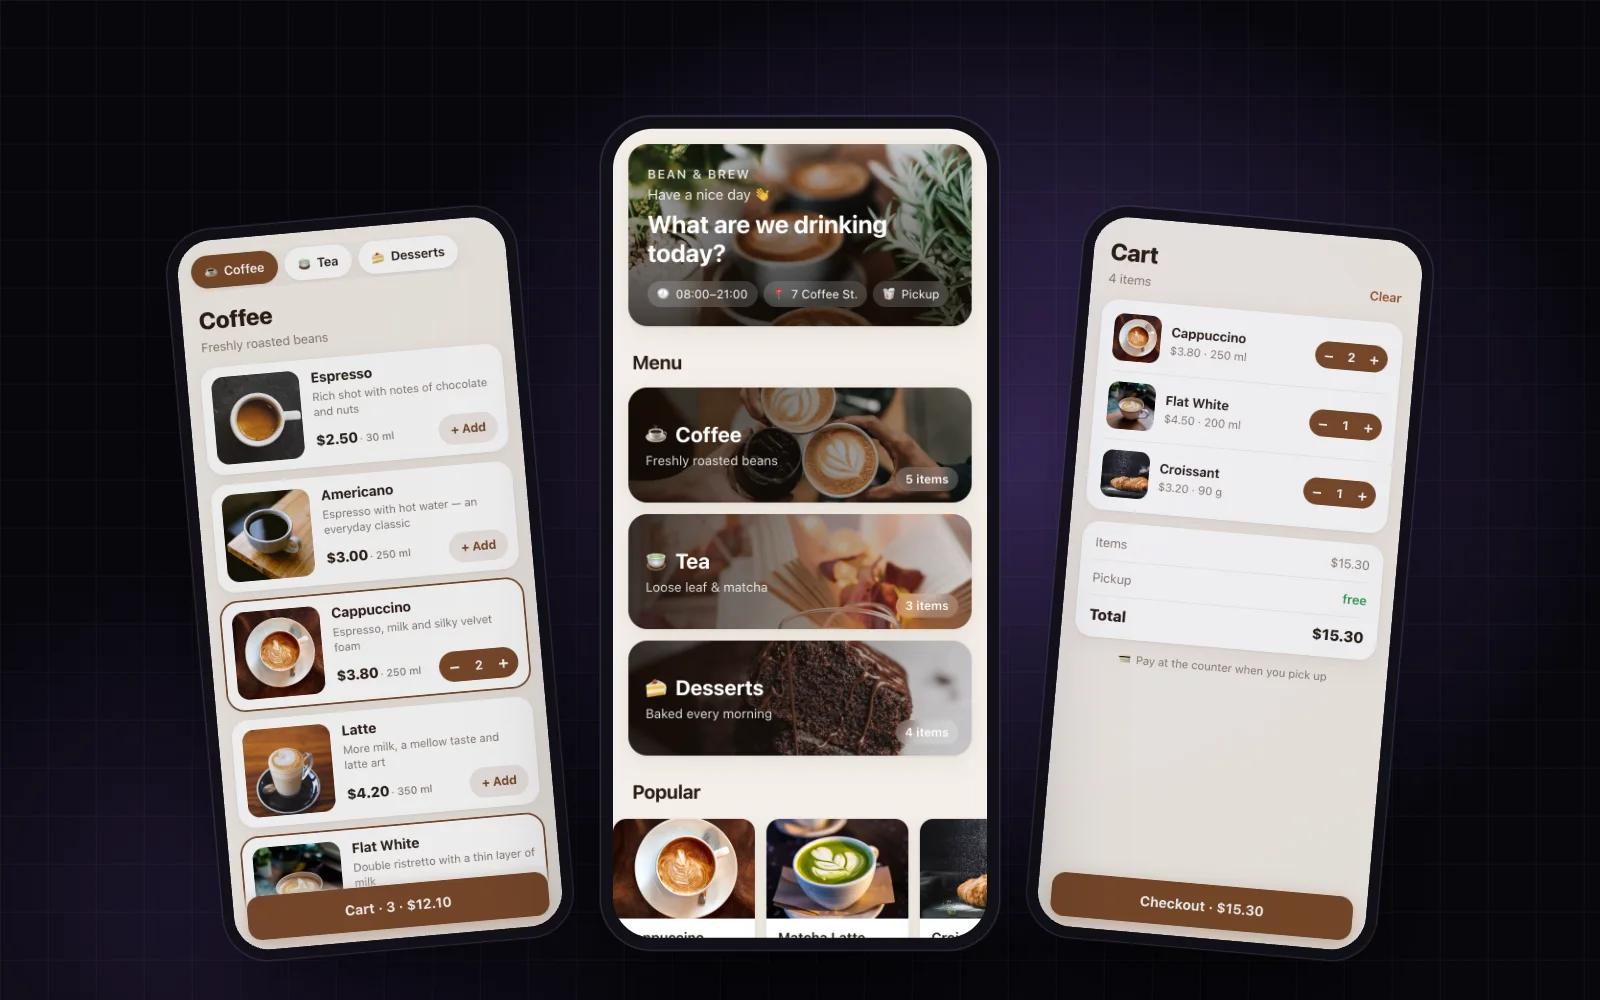 Coffee
Tea
Desserts
Coffee
Freshly roasted beans
Espresso
Rich shot with notes of chocolate
and nuts
$2.50 · 30 ml
+ Add
Americano
Espresso with hot water — an
everyday classic
$3.00 · 250 ml
+ Add
Cappuccino
Espresso, milk and silky velvet
foam
$3.80 · 250 ml
− 2 +
Latte
More milk, a mellow taste and
latte art
$4.20 · 350 ml
+ Add
Flat White
Double ristretto with a thin layer of
milk
Cart · 3 · $12.10
BEAN & BREW
Have a nice day 👋
What are we drinking
today?
08:00–21:00
7 Coffee St.
Pickup
Menu
Coffee
Freshly roasted beans
5 items
Tea
Loose leaf & matcha
3 items
Desserts
Baked every morning
4 items
Popular
Matcha Latte
Cart
4 items
Clear
Cappuccino
$3.80 · 250 ml
− 2 +
Flat White
$4.50 · 200 ml
− 1 +
Croissant
$3.20 · 90 g
− 1 +
Items
$15.30
Pickup
free
Total
$15.30
Pay at the counter when you pick up
Checkout · $15.30